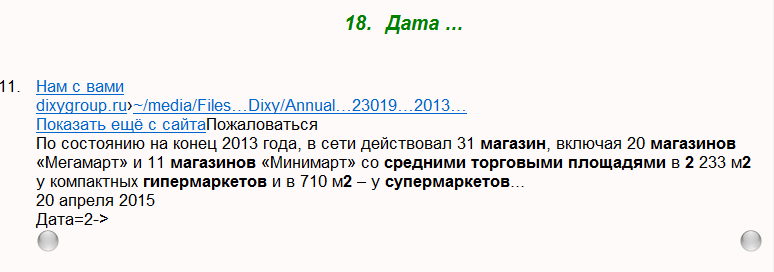 18. Дата ...
11. Нам с вами
dixygroup.ru›~/media/Files…Dixy/Annual…23019…2013…
Показать ещё с сайтаПожаловаться
По состоянию на конец 2013 года, в сети действовал 31 магазин, включая 20 магазинов
«Мегамарт» и 11 магазинов «Минимарт» со средними торговыми площадями в 2 233 м2
у компактных гипермаркетов и в 710 м2 – у супермаркетов...
20 апреля 2015
Дата=2->